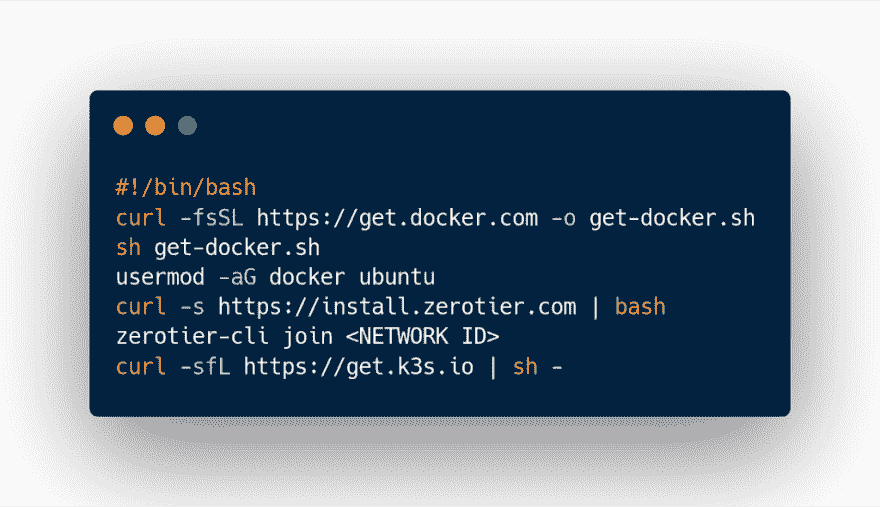 #!/bin/bash
curl -fsSL https://get.docker.com -o get-docker.sh
sh get-docker.sh
usermod -aG docker ubuntu
curl -s https://install.zerotier.com | bash
zerotier-cli join <NETWORK ID>
curl -sfL https://get.k3s.io | sh -